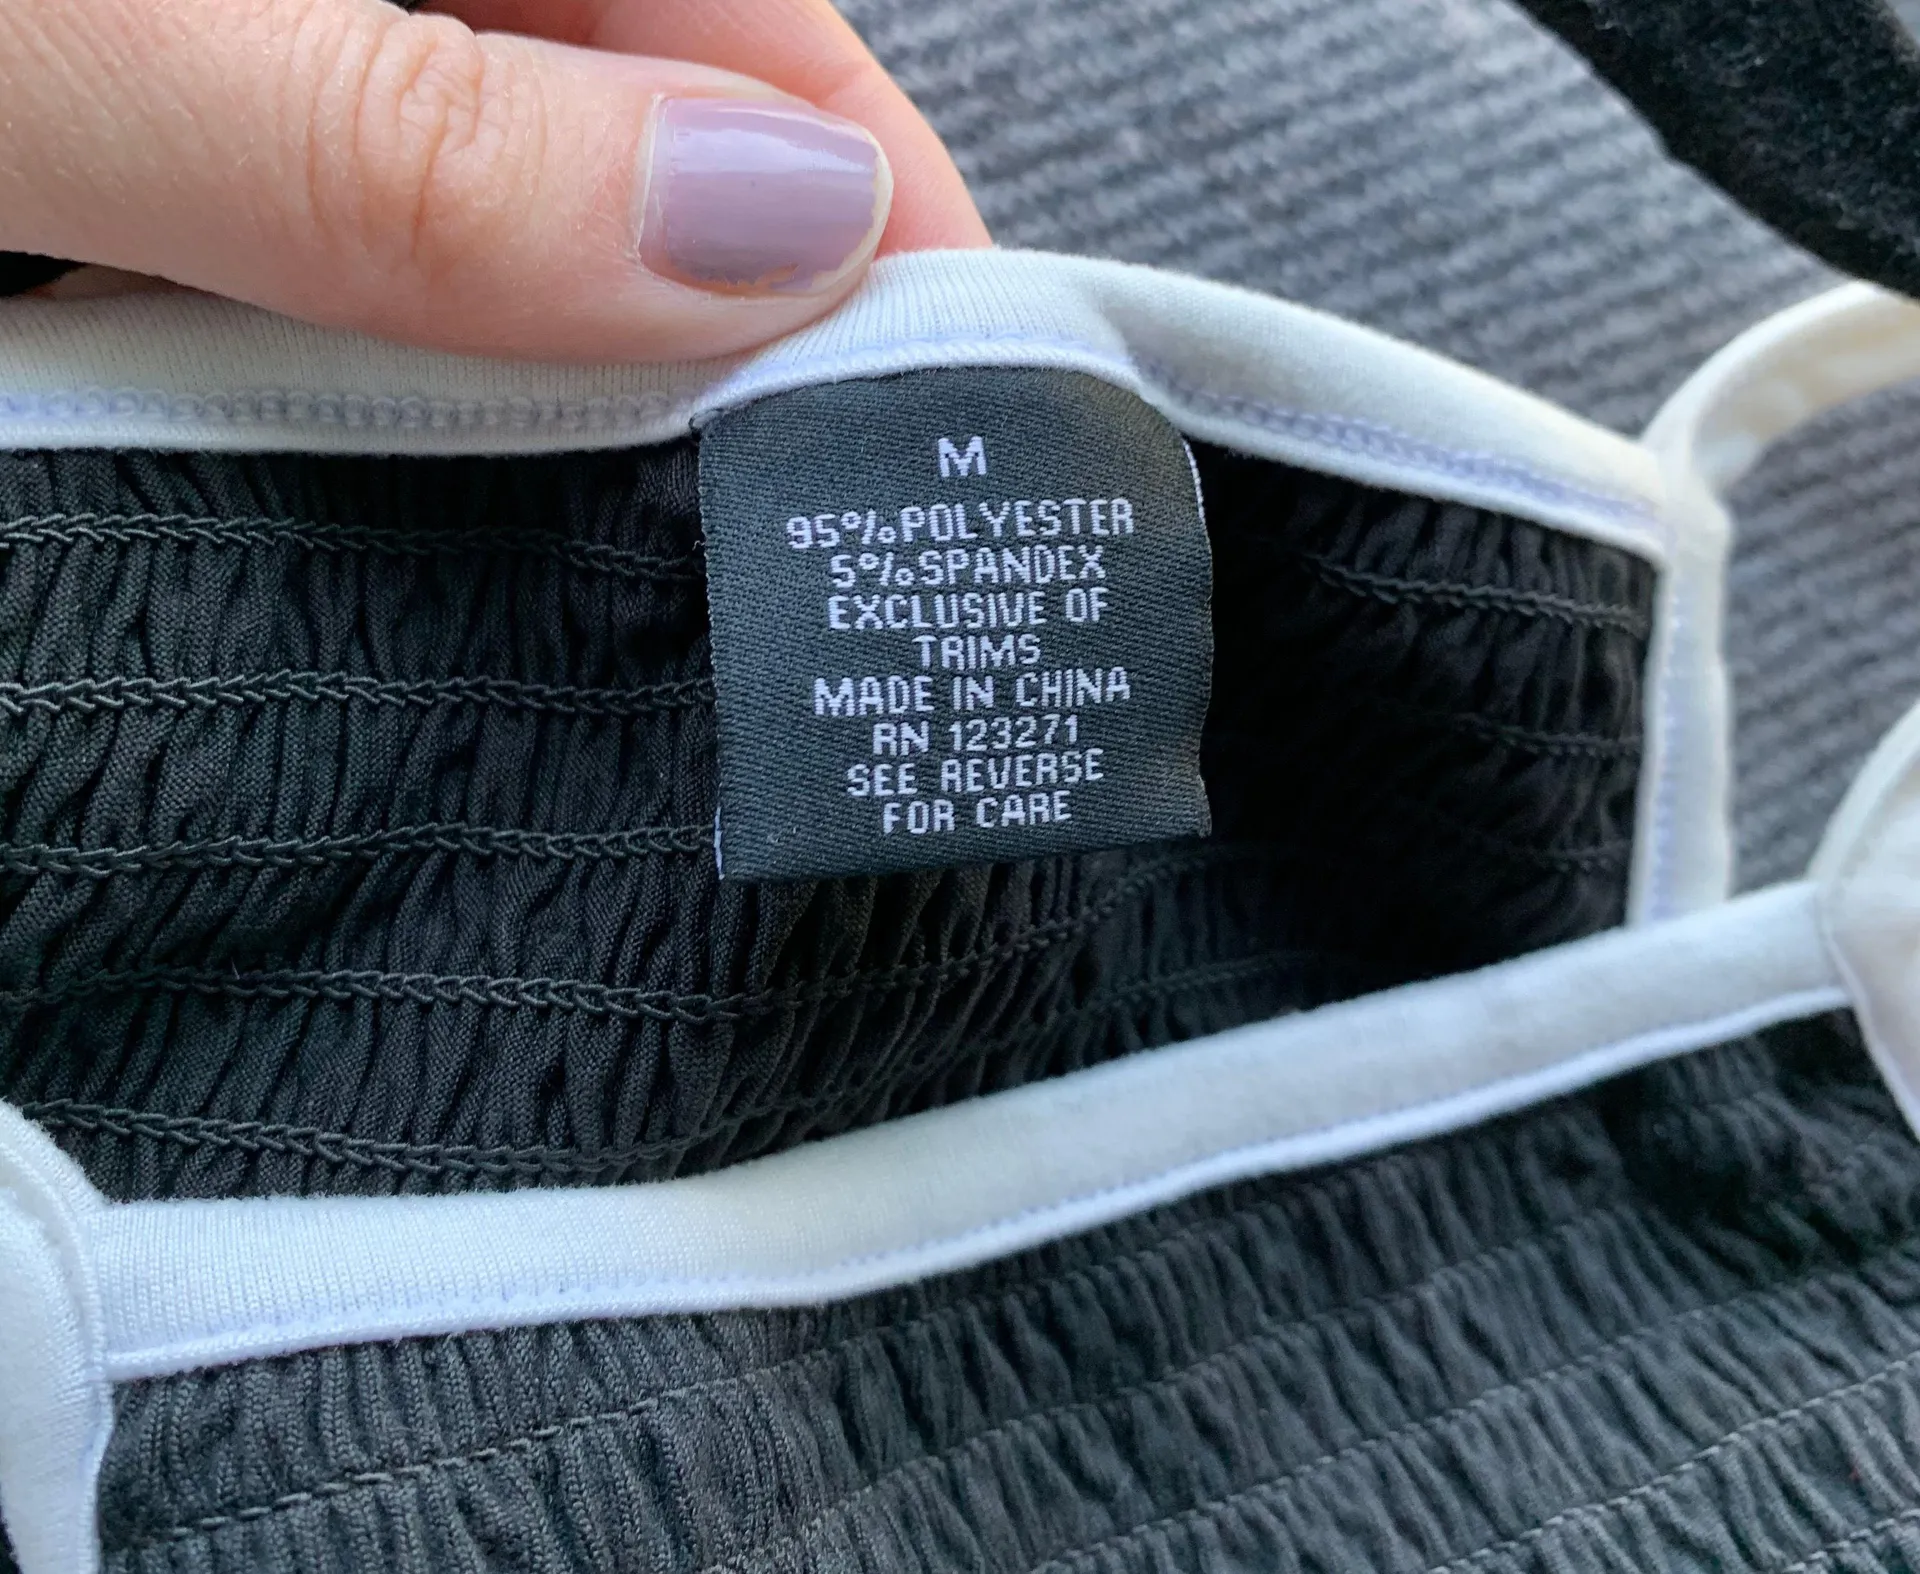 M
95%POLYESTER
5%SPANDEX
EXCLUSIVE OF
TRIMS
MADE IN CHINA
RN 123271
SEE REVERSE
FOR CARE